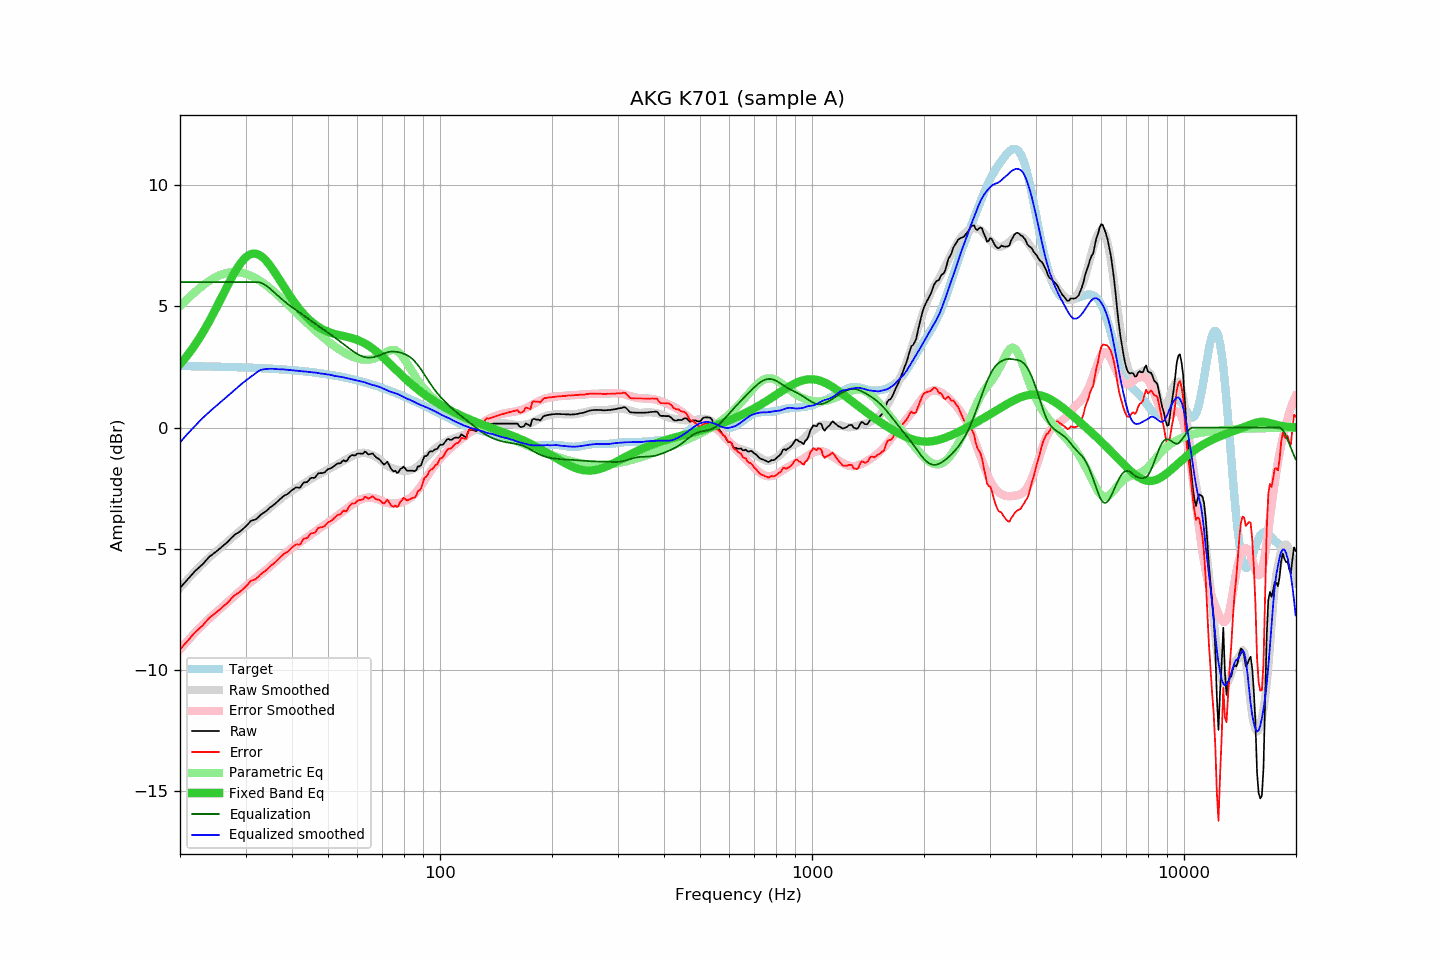 AKG K701 (sample A)
Amplitude (dBr)
10
5
0
−5
−10
−15
Target
Raw Smoothed
Error Smoothed
Raw
Error
Parametric Eq
Fixed Band Eq
Equalization
Equalized smoothed
100
1000
10000
Frequency (Hz)